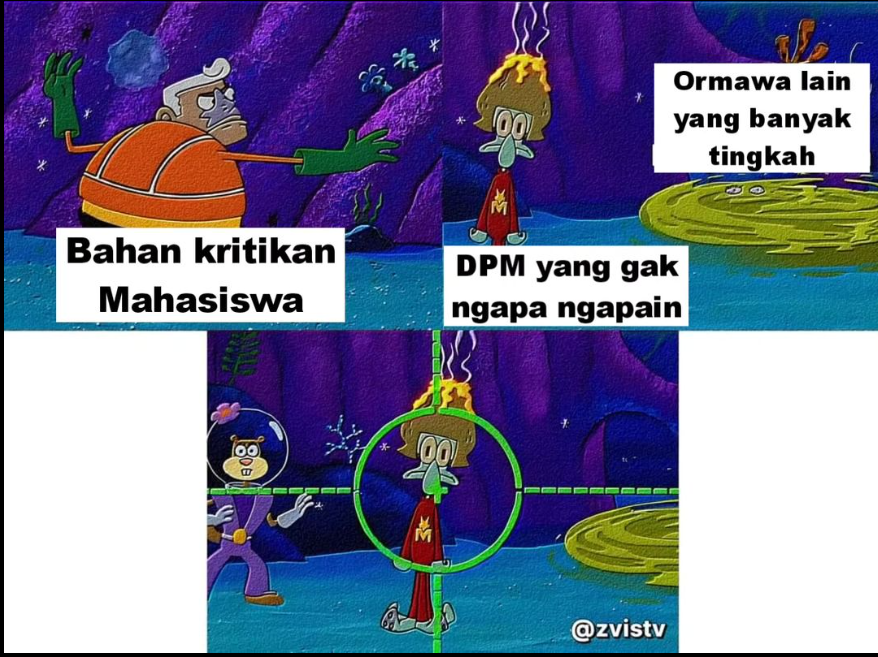 Bahan kritikan
Mahasiswa
DPM yang gak
ngapa ngapain
Ormawa lain
yang banyak
tingkah
M
M
@zvistv